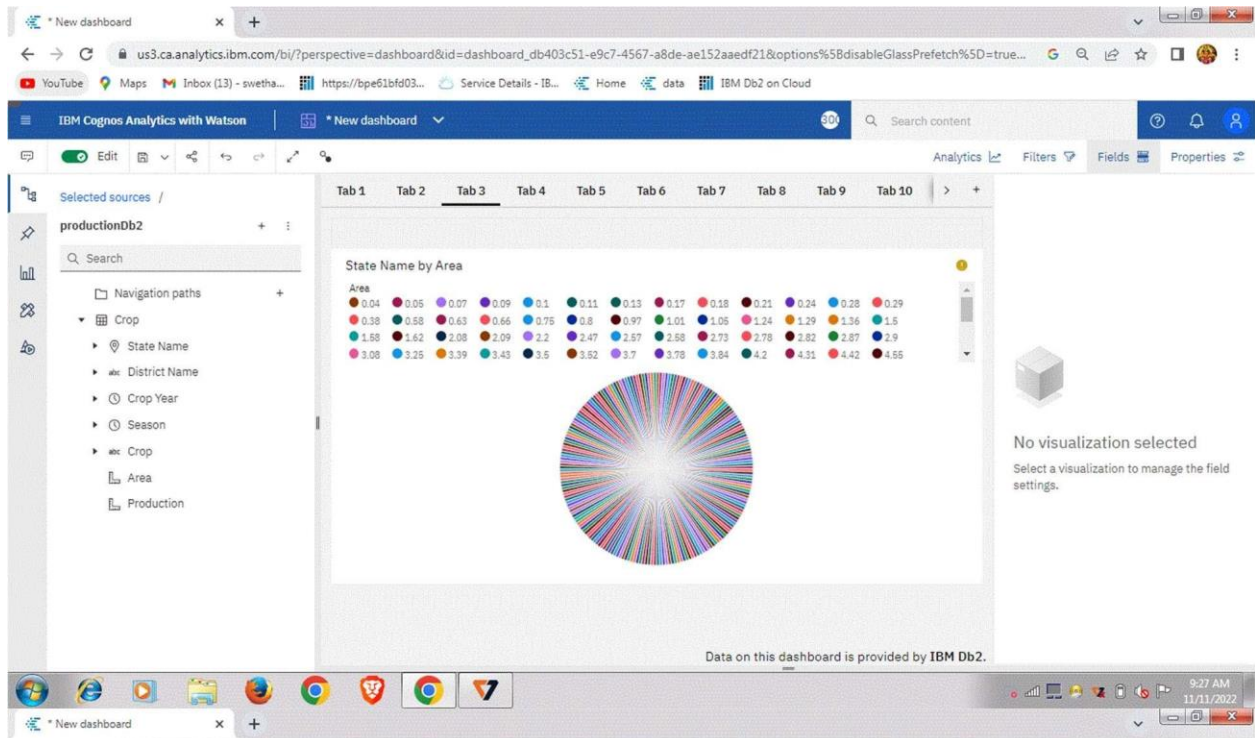 * New dashboard
us3.ca.analytics.ibm.com/bi/?perspective=dashboard&id=dashboard_db403c51-e9c7-4567-a8de-ae152aaedf21&options%5BdisableGlassPrefetch%5D=true...
YouTube Maps Inbox (13) - swetha... https://bpe61bfd03... Service Details - IB... Home data IBM Db2 on Cloud
IBM Cognos Analytics with Watson * New dashboard Search content
Edit Analytics Filters Fields Properties
Selected sources / Tab 1 Tab 2 Tab 3 Tab 4 Tab 5 Tab 6 Tab 7 Tab 8 Tab 9 Tab 10
productionDb2
Search
Navigation paths
Crop
State Name
District Name
Crop Year
Season
abc Crop
Area
Production
State Name by Area
Area
0.04 0.05 0.07 0.09 0.1 0.11 0.13 0.17 0.18 0.21 0.24 0.28 0.29
0.38 0.58 0.63 0.66 0.75 0.8 0.97 1.01 1.05 1.24 1.29 1.36 1.5
1.58 1.62 2.08 2.09 2.2 2.47 2.57 2.58 2.73 2.78 2.82 2.87 2.9
3.08 3.25 3.39 3.43 3.5 3.52 3.7 3.78 3.84 4.2 4.31 4.42 4.55
No visualization selected
Select a visualization to manage the field
settings.
Data on this dashboard is provided by IBM Db2.
9:27 AM
11/11/2022
* New dashboard